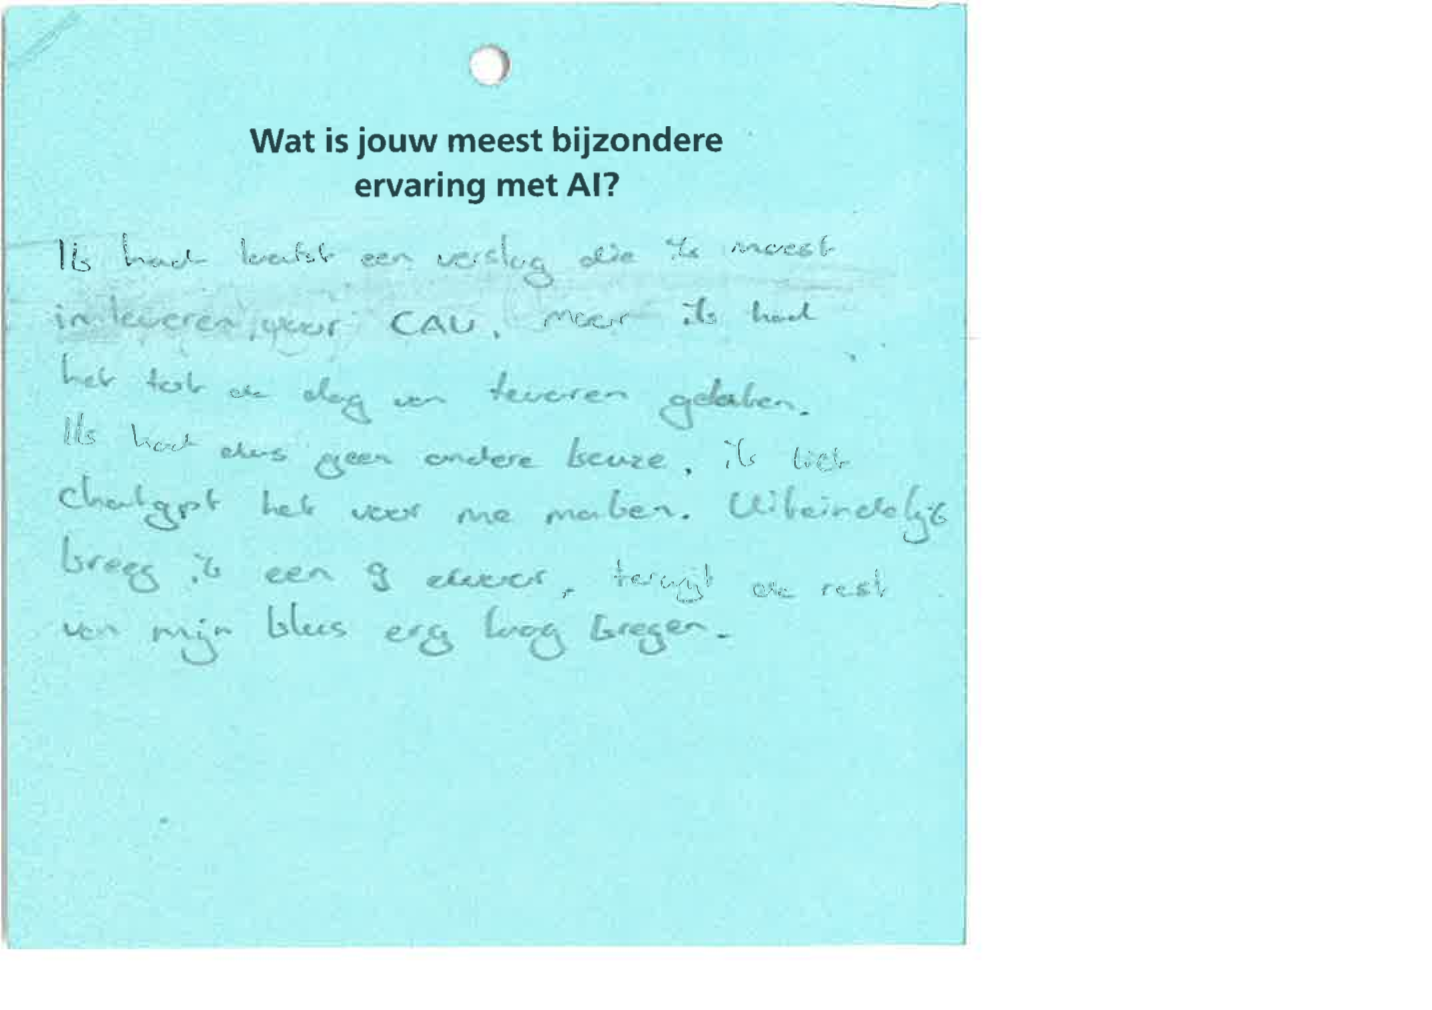 Wat is jouw meest bijzondere
ervaring met AI?
Ik had laatst een verslag die ik moest
inleveren voor CAU, maar ik had
het tot de dag van leveren gelaten.
Ik had dus geen andere keuze, ik liet
chatgpt het voor me maken. Uiteindelijk
kreeg ik een 9 ervoor, terwijl de rest
van mijn klas erg laag kregen.